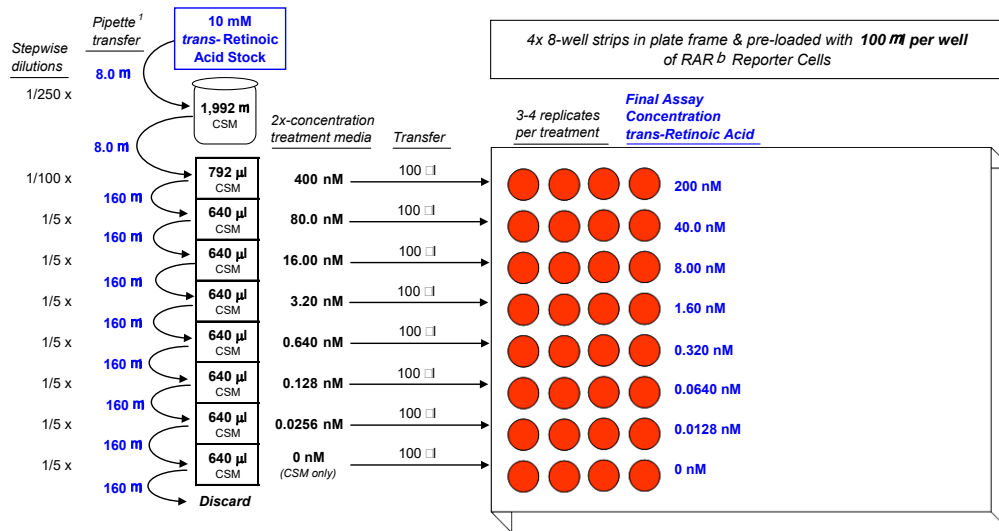 Stepwise
dilutions
Pipette 1
transfer
10 mM
trans- Retinoic
Acid Stock
4x 8-well strips in plate frame & pre-loaded with 100 ml per well
of RAR b Reporter Cells
8.0 m
1/250 x
1,992 m
CSM
2x-concentration
treatment media
Transfer
3-4 replicates
per treatment
Final Assay
Concentration
trans-Retinoic Acid
8.0 m
1/100 x
792 µl
CSM
400 nM
100 □l
200 nM
160 m
1/5 x
640 µl
CSM
80.0 nM
100 □l
40.0 nM
160 m
1/5 x
640 µl
CSM
16.00 nM
100 □l
8.00 nM
160 m
1/5 x
640 µl
CSM
3.20 nM
100 □l
1.60 nM
160 m
1/5 x
640 µl
CSM
0.640 nM
100 □l
0.320 nM
160 m
1/5 x
640 µl
CSM
0.128 nM
100 □l
0.0640 nM
160 m
1/5 x
640 µl
CSM
0.0256 nM
100 □l
0.0128 nM
160 m
1/5 x
640 µl
CSM
0 nM
(CSM only)
100 □l
0 nM
160 m
Discard